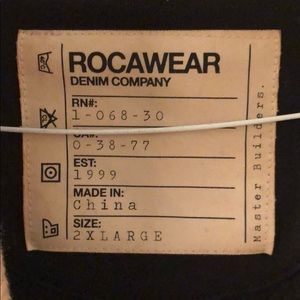 ROCAWEAR
DENIM COMPANY
RN#:
1-068-30
CA#:
0-38-77
EST:
1999
MADE IN:
China
SIZE:
2XLARGE
Master Builders.